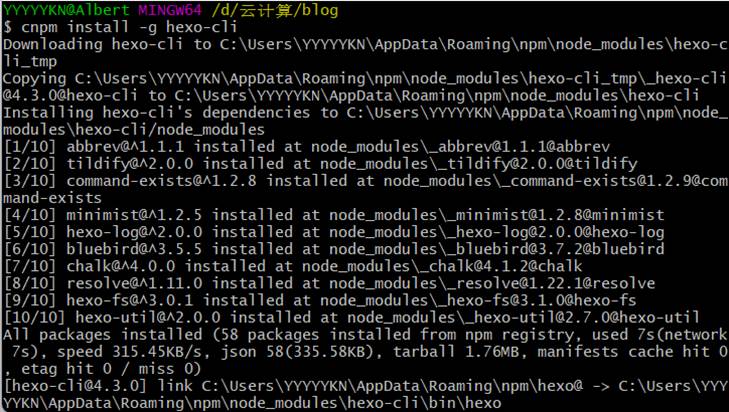 YYYYYKN@Albert MINGW64 /d/云计算/blog
$ cnpm install -g hexo-cli
Downloading hexo-cli to C:\Users\YYYYYKN\AppData\Roaming\npm\node_modules\hexo-c
li_tmp
Copying C:\Users\YYYYYKN\AppData\Roaming\npm\node_modules\hexo-cli_tmp\_hexo-cli
@4.3.0@hexo-cli to C:\Users\YYYYYKN\AppData\Roaming\npm\node_modules\hexo-cli
Installing hexo-cli's dependencies to C:\Users\YYYYYKN\AppData\Roaming\npm\node_
modules\hexo-cli/node_modules
[1/10] abbrev@^1.1.1 installed at node_modules\_abbrev@1.1.1@abbrev
[2/10] tildify@^2.0.0 installed at node_modules\_tildify@2.0.0@tildify
[3/10] command-exists@^1.2.8 installed at node_modules\_command-exists@1.2.9@com
mand-exists
[4/10] minimist@^1.2.5 installed at node_modules\_minimist@1.2.8@minimist
[5/10] hexo-log@^2.0.0 installed at node_modules\_hexo-log@2.0.0@hexo-log
[6/10] bluebird@^3.5.5 installed at node_modules\_bluebird@3.7.2@bluebird
[7/10] chalk@^4.0.0 installed at node_modules\_chalk@4.1.2@chalk
[8/10] resolve@^1.11.0 installed at node_modules\_resolve@1.22.1@resolve
[9/10] hexo-fs@^3.0.1 installed at node_modules\_hexo-fs@3.1.0@hexo-fs
[10/10] hexo-util@^2.0.0 installed at node_modules\_hexo-util@2.7.0@hexo-util
All packages installed (58 packages installed from npm registry, used 7s(network
 7s), speed 315.45KB/s, json 58(335.58KB), tarball 1.76MB, manifests cache hit 0
, etag hit 0 / miss 0)
[hexo-cli@4.3.0] link C:\Users\YYYYYKN\AppData\Roaming\npm\hexo@ -> C:\Users\YYY
YYKN\AppData\Roaming\npm\node_modules\hexo-cli\bin\hexo